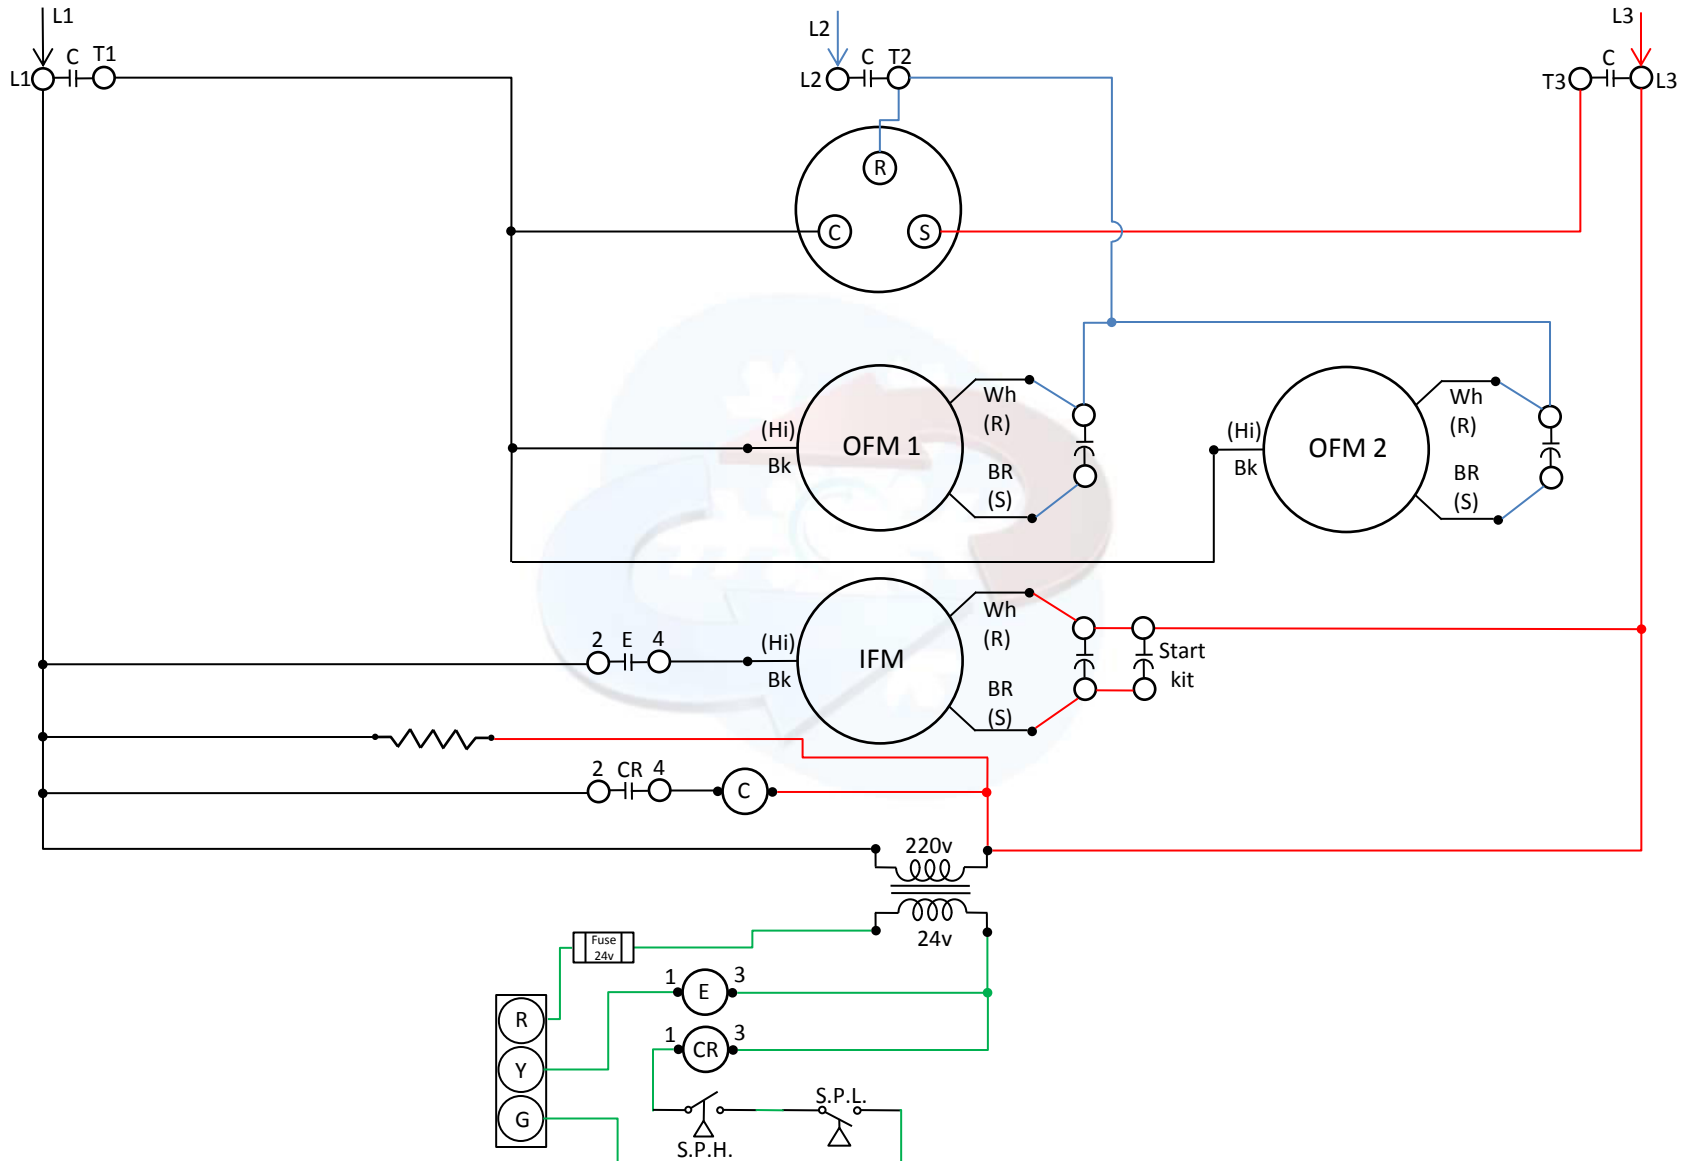 L1
L2
L3
L1 C T1
L2 C T2
T3 C L3
R
C
S
Wh
(R)
(Hi)
OFM 1
Bk
BR
(S)
Wh
(R)
(Hi)
OFM 2
Bk
BR
(S)
2 E 4
(Hi)
IFM
Bk
Wh
(R)
BR
(S)
Start
kit
2 CR 4
C
220v
24v
Fuse
24v
1 E 3
1 CR 3
R
Y
G
S.P.H.
S.P.L.